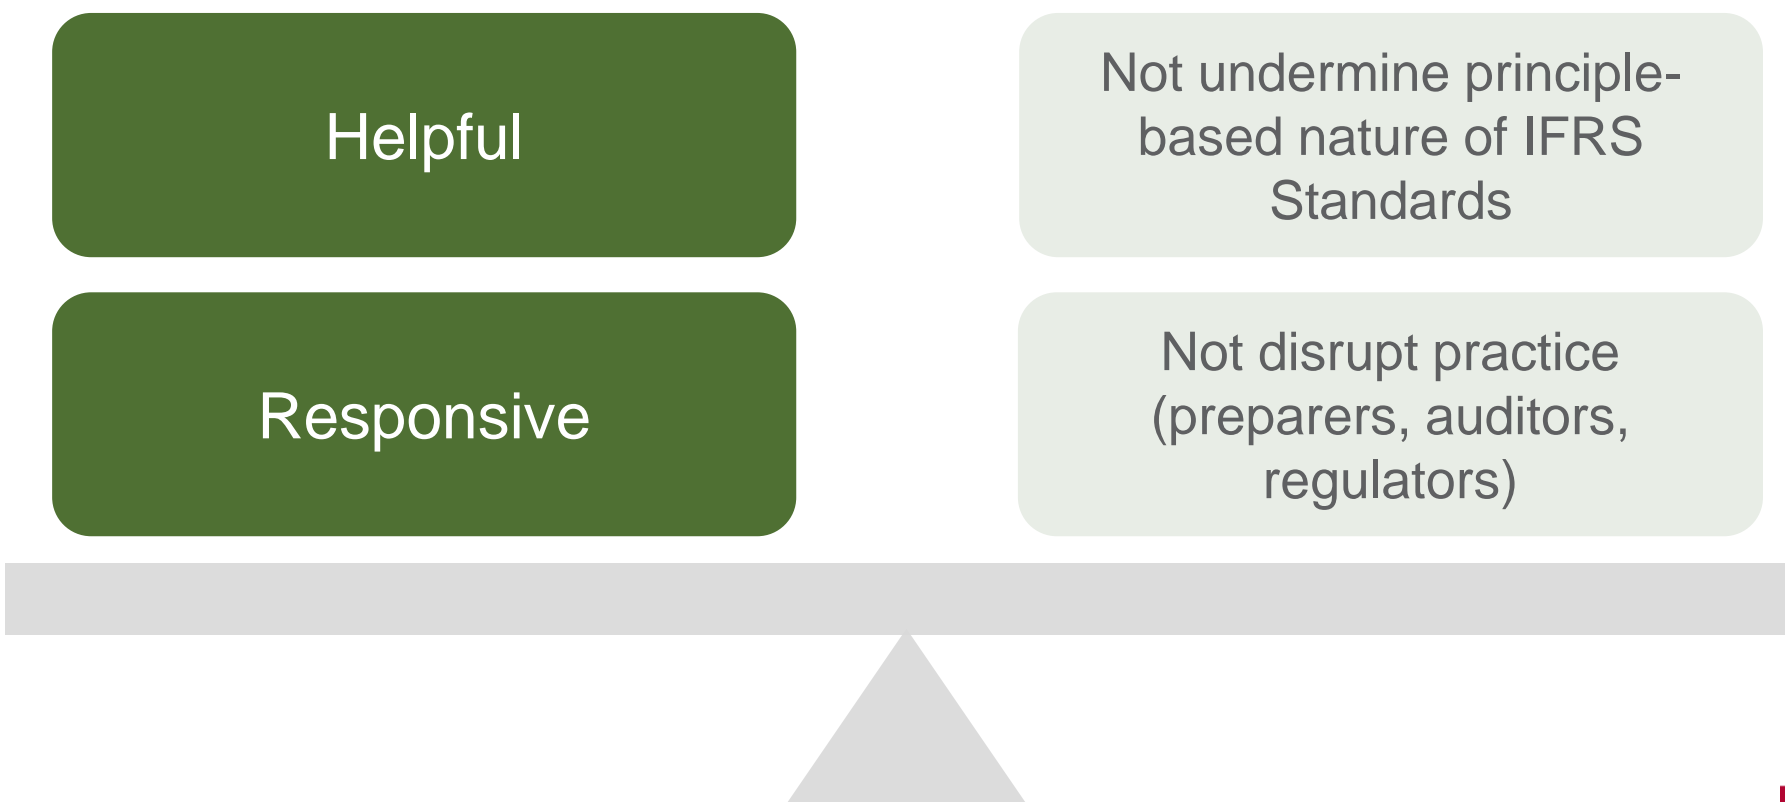 Helpful
Not undermine principle-
based nature of IFRS
Standards
Responsive
Not disrupt practice
(preparers, auditors,
regulators)